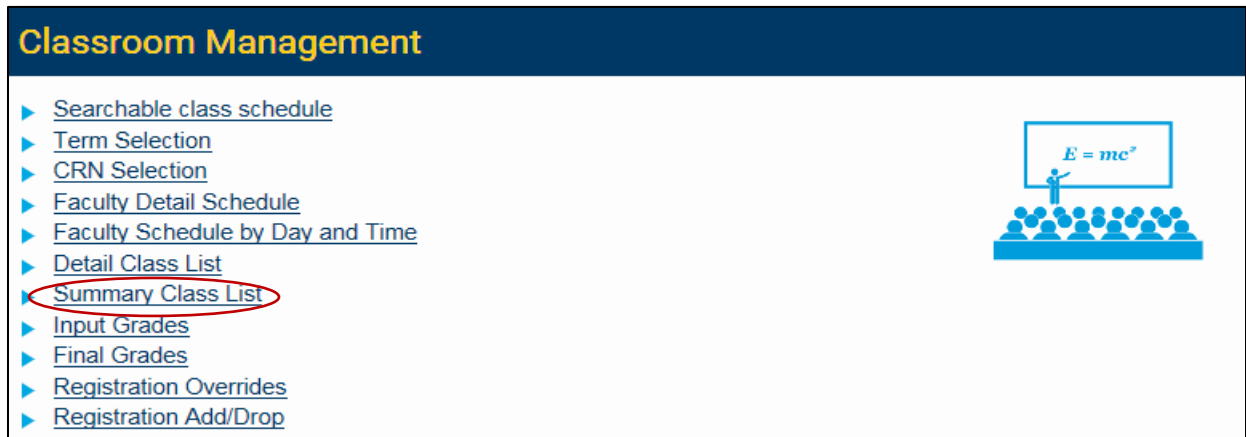 Classroom Management
Searchable class schedule
Term Selection
CRN Selection
Faculty Detail Schedule
Faculty Schedule by Day and Time
Detail Class List
Summary Class List
Input Grades
Final Grades
Registration Overrides
Registration Add/Drop
E = mc²